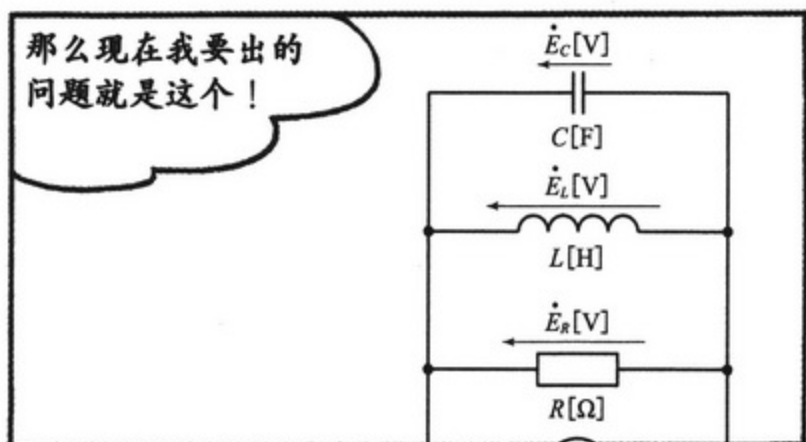 那么现在我要出的
问题就是这个！
Ė_C[V]
C[F]
Ė_L[V]
L[H]
Ė_R[V]
R[Ω]